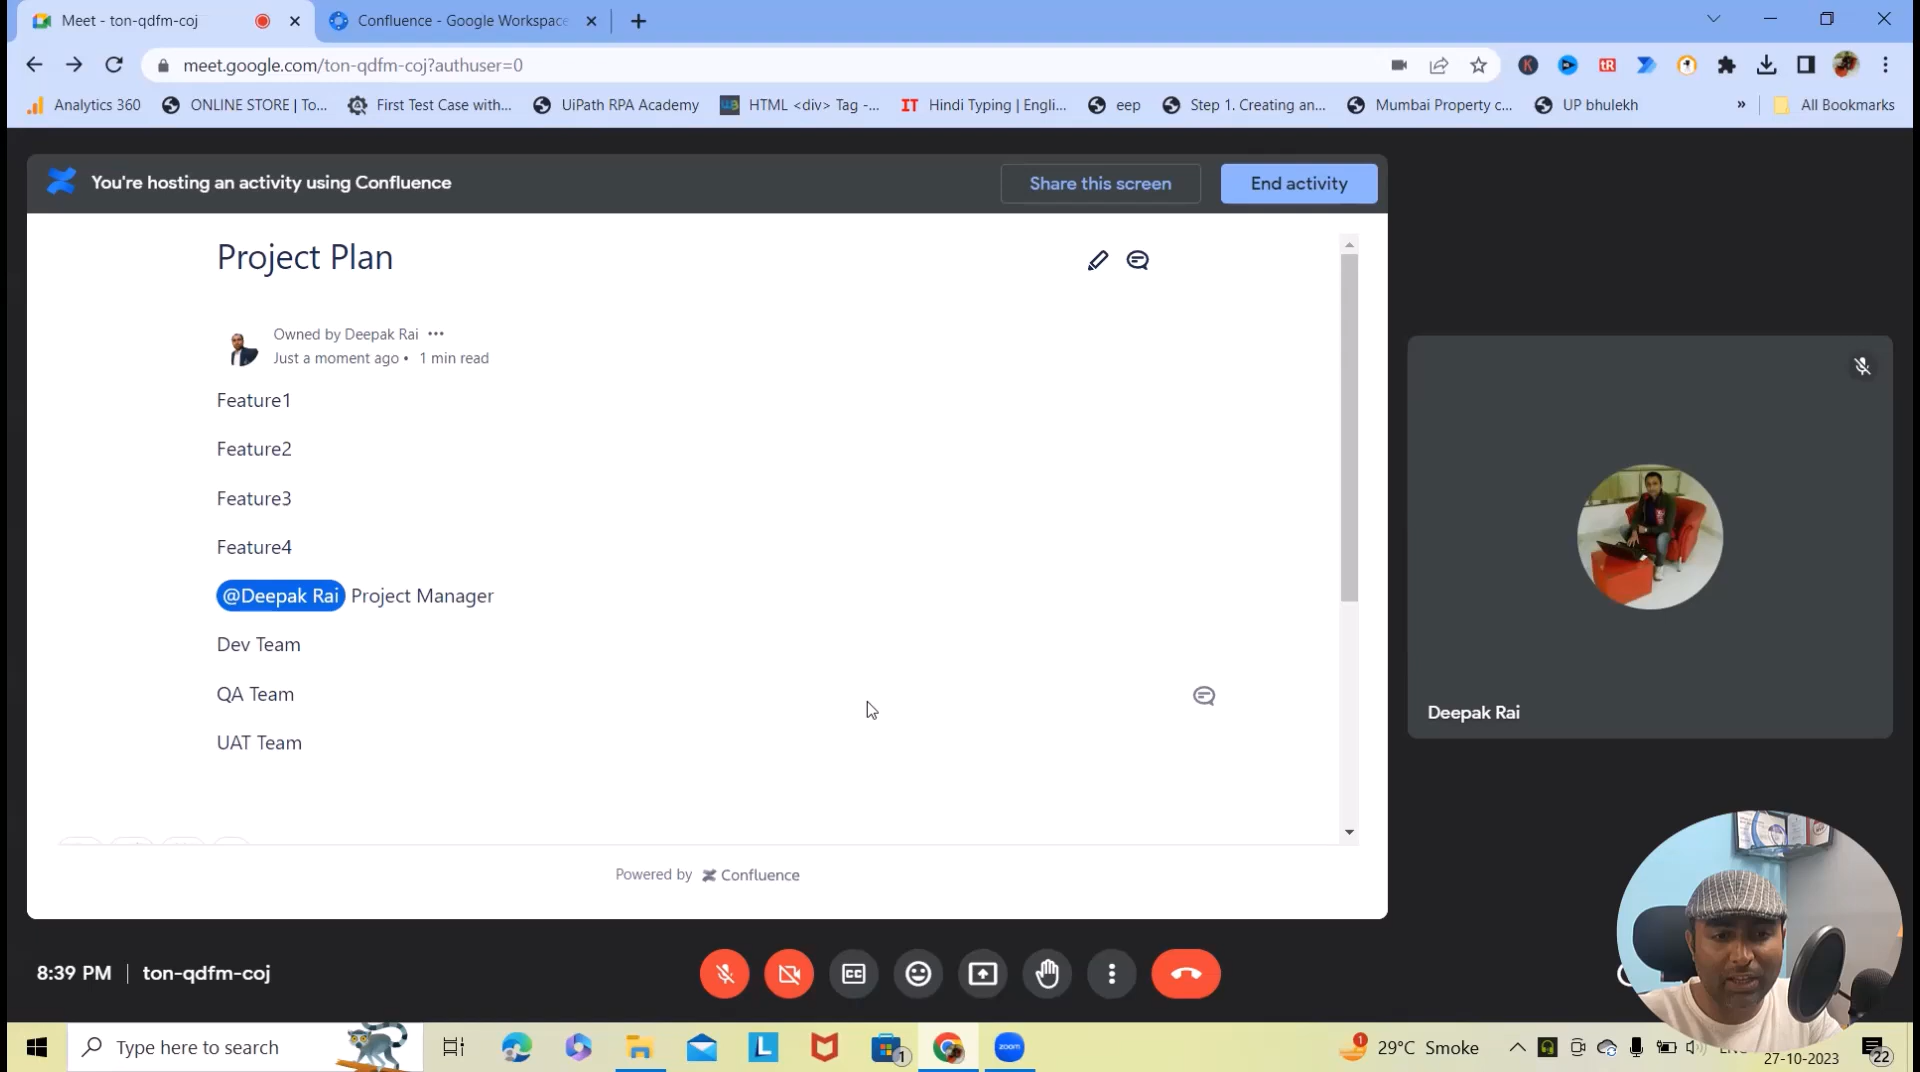 Meet - ton-qdfm-coj
Confluence - Google Workspace
meet.google.com/ton-qdfm-coj?authuser=0
Analytics 360
ONLINE STORE | To...
First Test Case with...
UiPath RPA Academy
HTML <div> Tag -...
IT Hindi Typing | Engli...
eep
Step 1. Creating an...
Mumbai Property c...
UP bhulekh
»
All Bookmarks
You're hosting an activity using Confluence
Share this screen
End activity
Project Plan
Owned by Deepak Rai
Just a moment ago • 1 min read
Feature1
Feature2
Feature3
Feature4
@Deepak Rai Project Manager
Dev Team
QA Team
UAT Team
Powered by Confluence
Deepak Rai
8:39 PM | ton-qdfm-coj
Type here to search
L
1
zoom
1
29°C Smoke
27-10-2023
22